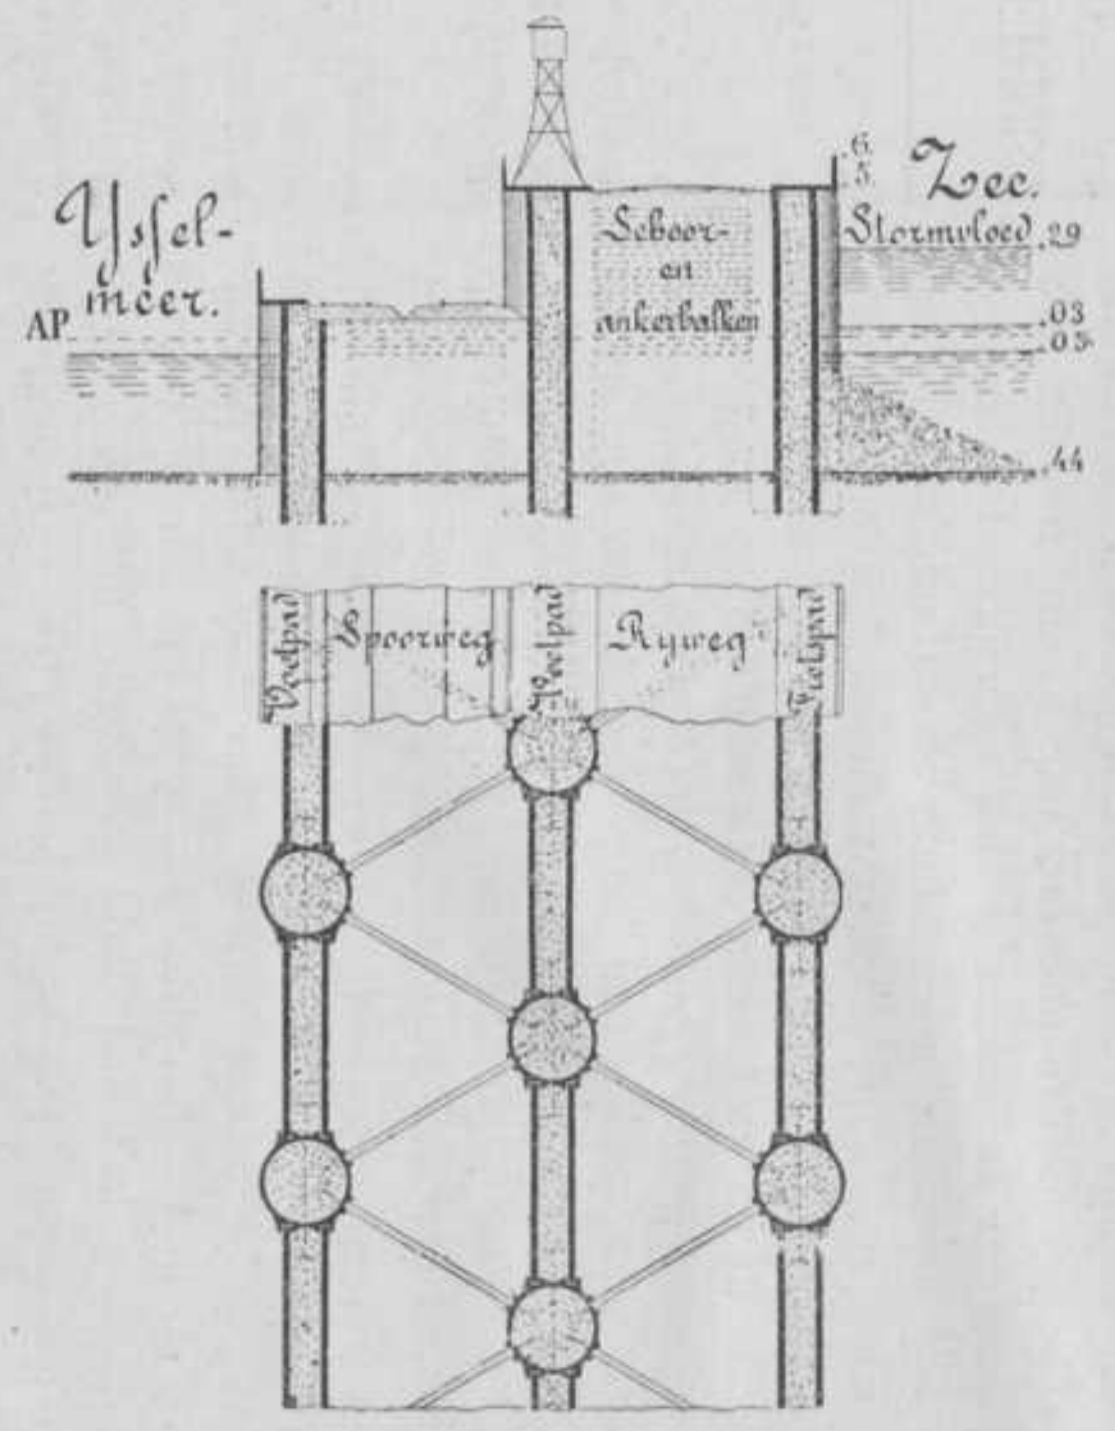 6.
5.
Zee.
Yssel-
meer.
AP
Schoor-
en
ankerbalken
Stormvloed
.29
.03
.05.
.44
Voetpad
Spoorweg
Voetpad
Ryweg
Fietspad